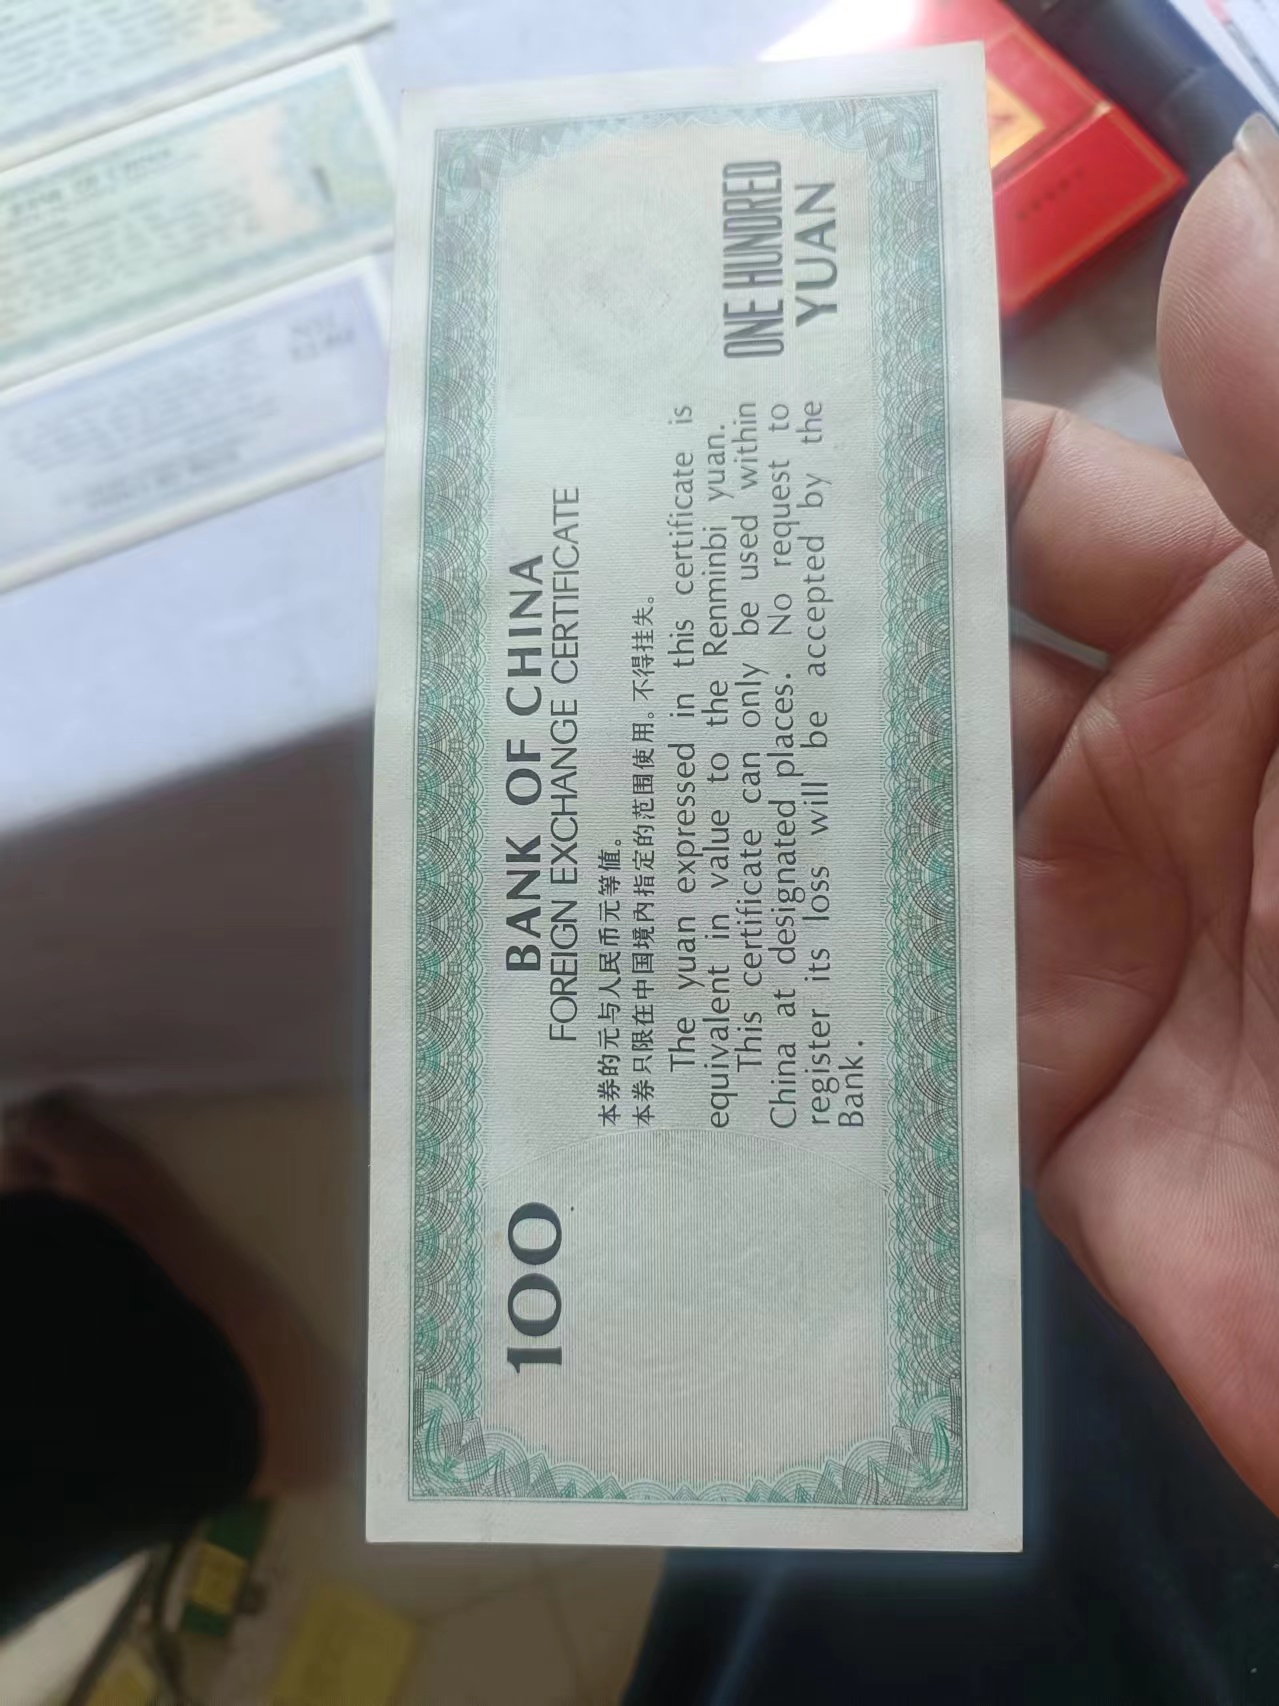 100
BANK OF CHINA
FOREIGN EXCHANGE CERTIFICATE
本券的元与人民币元等值。
本券只限在中国境内指定的范围使用。不得挂失。
The yuan expressed in this certificate is
equivalent in value to the Renminbi yuan.
This certificate can only be used within
China at designated places. No request to
register its loss will be accepted by the
Bank.
ONE HUNDRED
YUAN